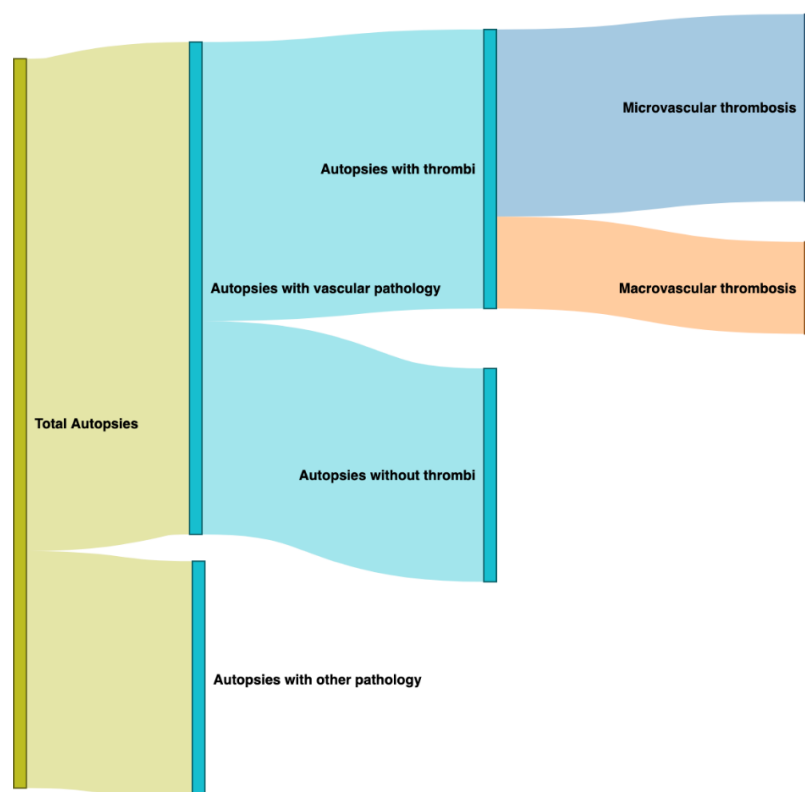 Microvascular thrombosis
Autopsies with thrombi
Autopsies with vascular pathology
Macrovascular thrombosis
Total Autopsies
Autopsies without thrombi
Autopsies with other pathology